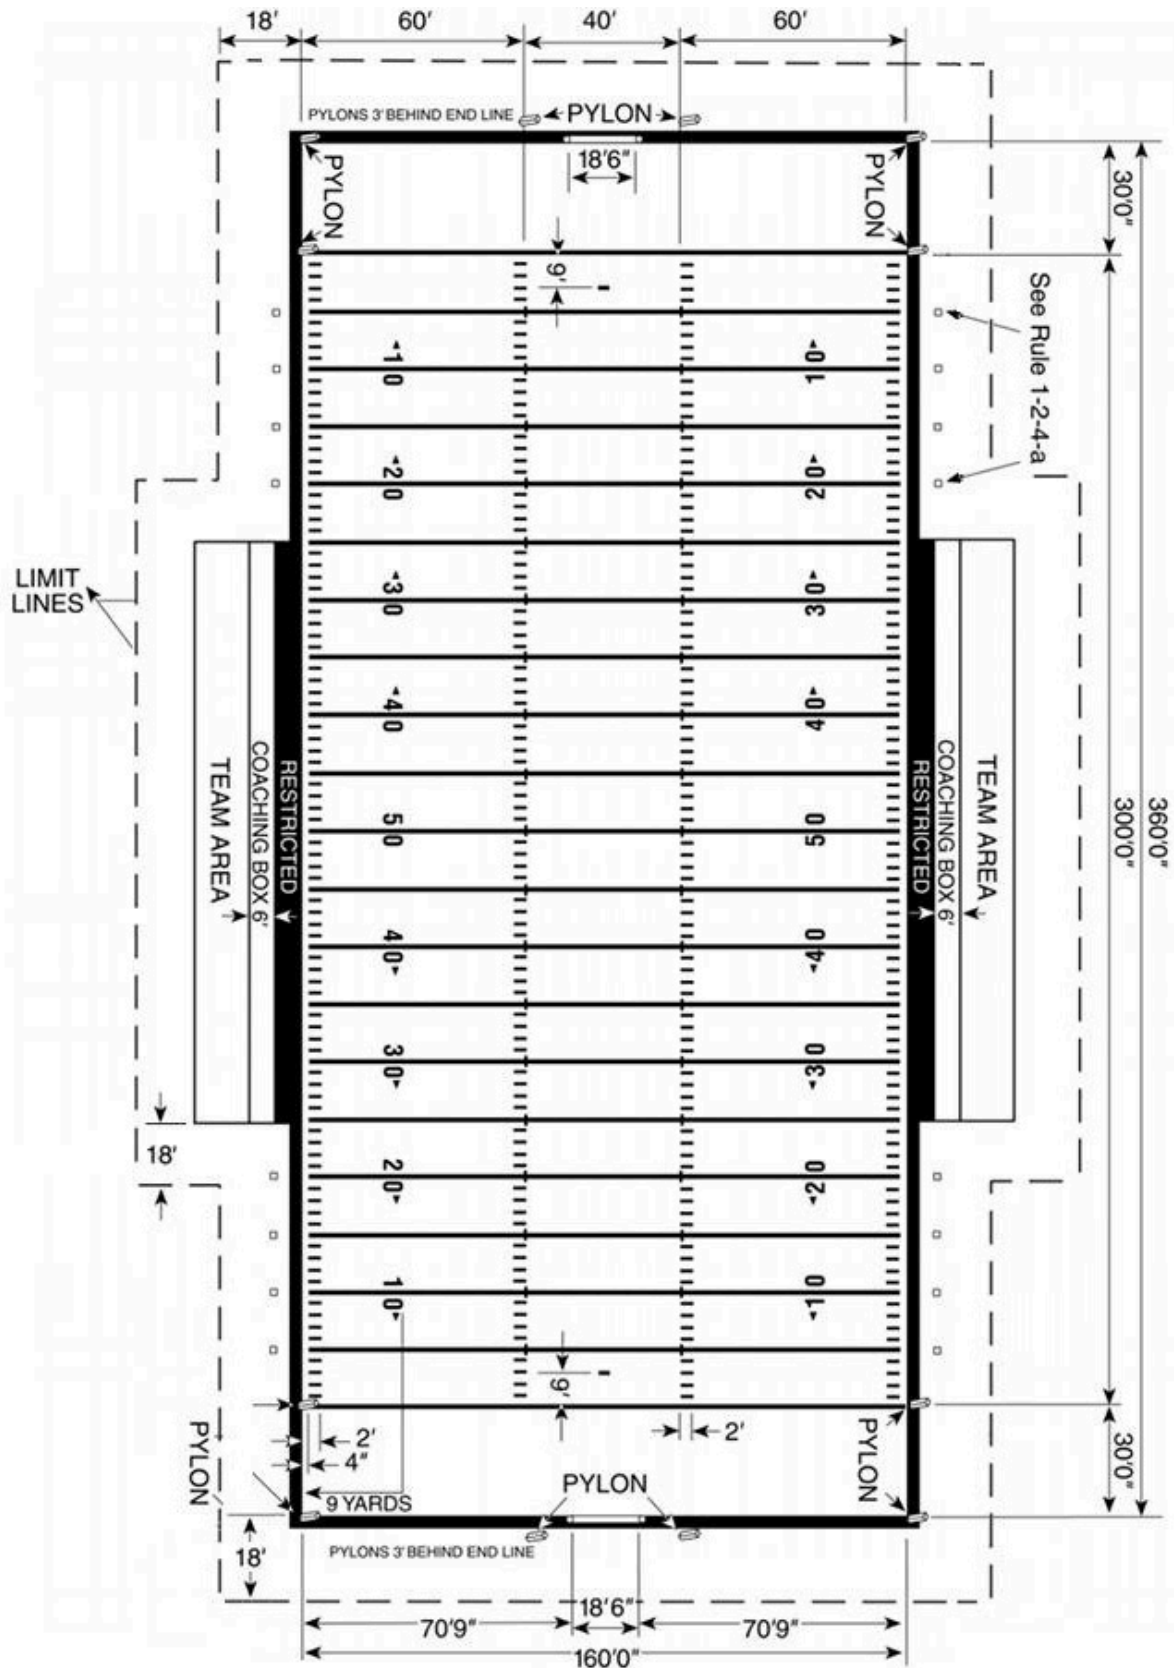 18' 60' 40' 60'
PYLONS 3' BEHIND END LINE PYLON
18'6"
PYLON
PYLON
30'0"
9'
See Rule 1-2-4-a
10 10
20 20
30 30
LIMIT
LINES
40 40
50 50
TEAM AREA
COACHING BOX 6'
RESTRICTED
RESTRICTED
COACHING BOX 6'
TEAM AREA
300'0"
360'0"
40 40
30 30
18'
20 20
10 10
9'
2' 2'
4"
PYLON
PYLON
PYLON
30'0"
9 YARDS
PYLONS 3' BEHIND END LINE
18'
18'6"
70'9" 70'9"
160'0"